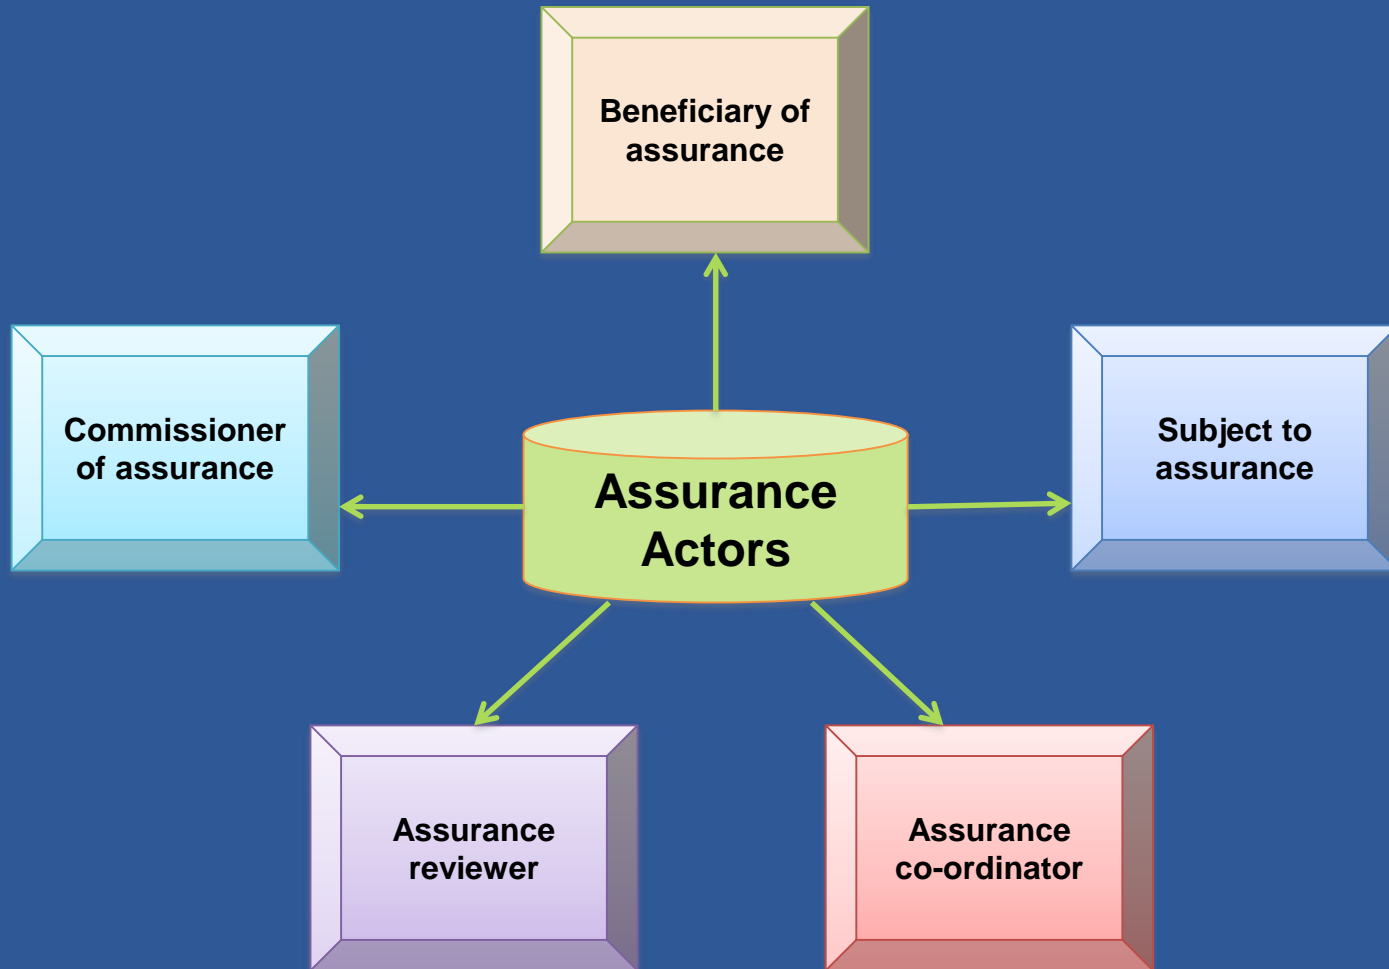 Beneficiary of
assurance
Commissioner
of assurance
Subject to
assurance
Assurance
Actors
Assurance
reviewer
Assurance
co-ordinator